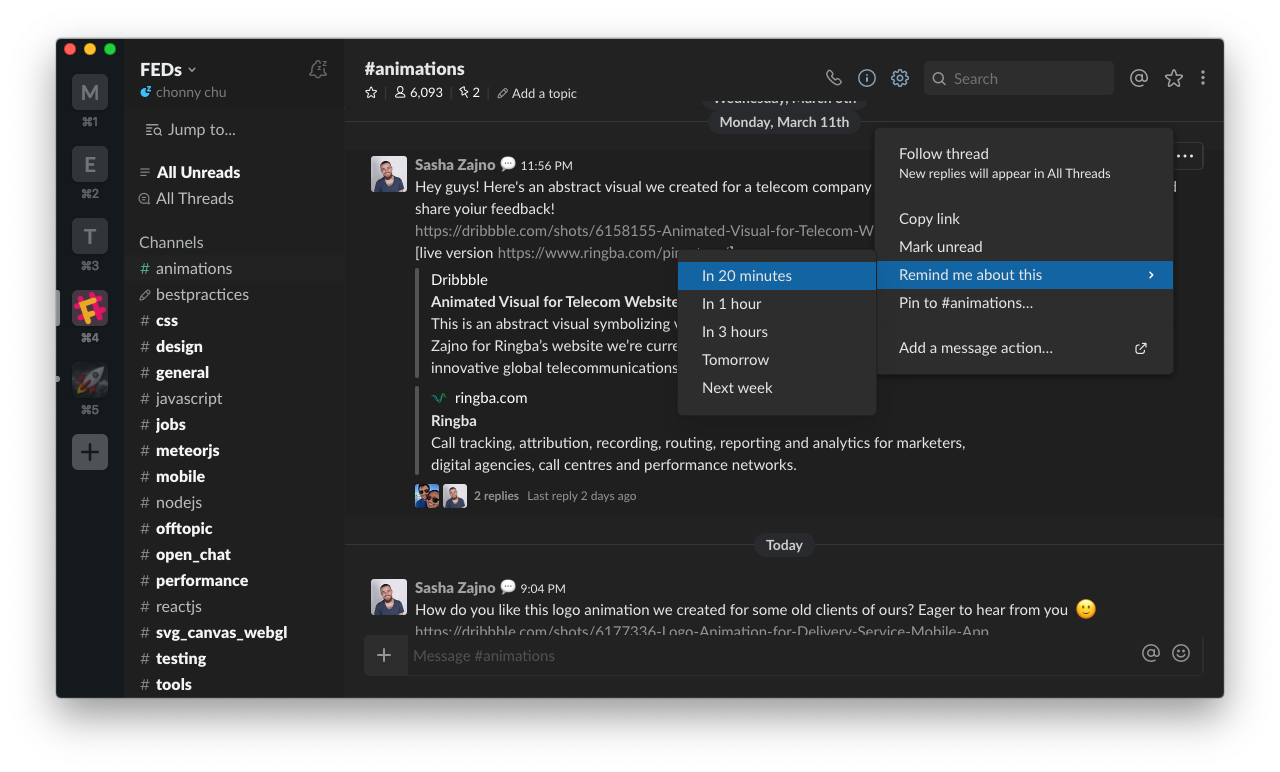 M
⌘1
E
⌘2
T
⌘3
⌘4
⌘5
+
FEDs
chonny chu
Jump to...
All Unreads
All Threads
Channels
# animations
bestpractices
# css
# design
# general
# javascript
# jobs
# meteorjs
# mobile
# nodejs
# offtopic
# open_chat
# performance
# reactjs
# svg_canvas_webgl
# testing
# tools
#animations
6,093 | 2 | Add a topic
Search
Monday, March 11th
Sasha Zajno 11:56 PM
Hey guys! Here's an abstract visual we created for a telecom company
share yoiur feedback!
https://dribbble.com/shots/6158155-Animated-Visual-for-Telecom-W
[live version https://www.ringba.com/
Dribbble
Animated Visual for Telecom Website
This is an abstract visual symbolizing
Zajno for Ringba's website we're
innovative global telecommunications
ringba.com
Ringba
Call tracking, attribution, recording, routing, reporting and analytics for marketers,
digital agencies, call centres and performance networks.
2 replies Last reply 2 days ago
Follow thread
New replies will appear in All Threads
Copy link
Mark unread
Remind me about this
Pin to #animations...
Add a message action...
In 20 minutes
In 1 hour
In 3 hours
Tomorrow
Next week
Today
Sasha Zajno 9:04 PM
How do you like this logo animation we created for some old clients of ours? Eager to hear from you
https://dribbble.com/shots/6177336-Logo-Animation-for-Delivery-Service-Mobile-App
+ Message #animations